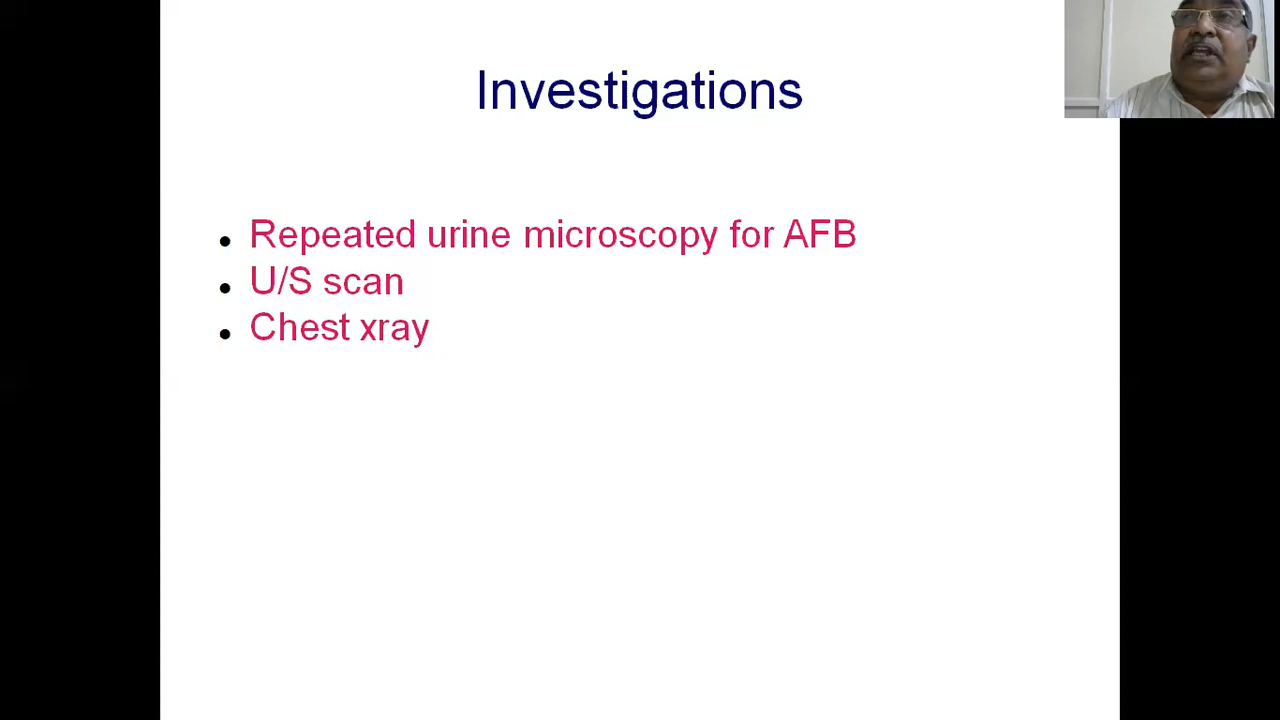 Investigations
Repeated urine microscopy for AFB
U/S scan
Chest xray